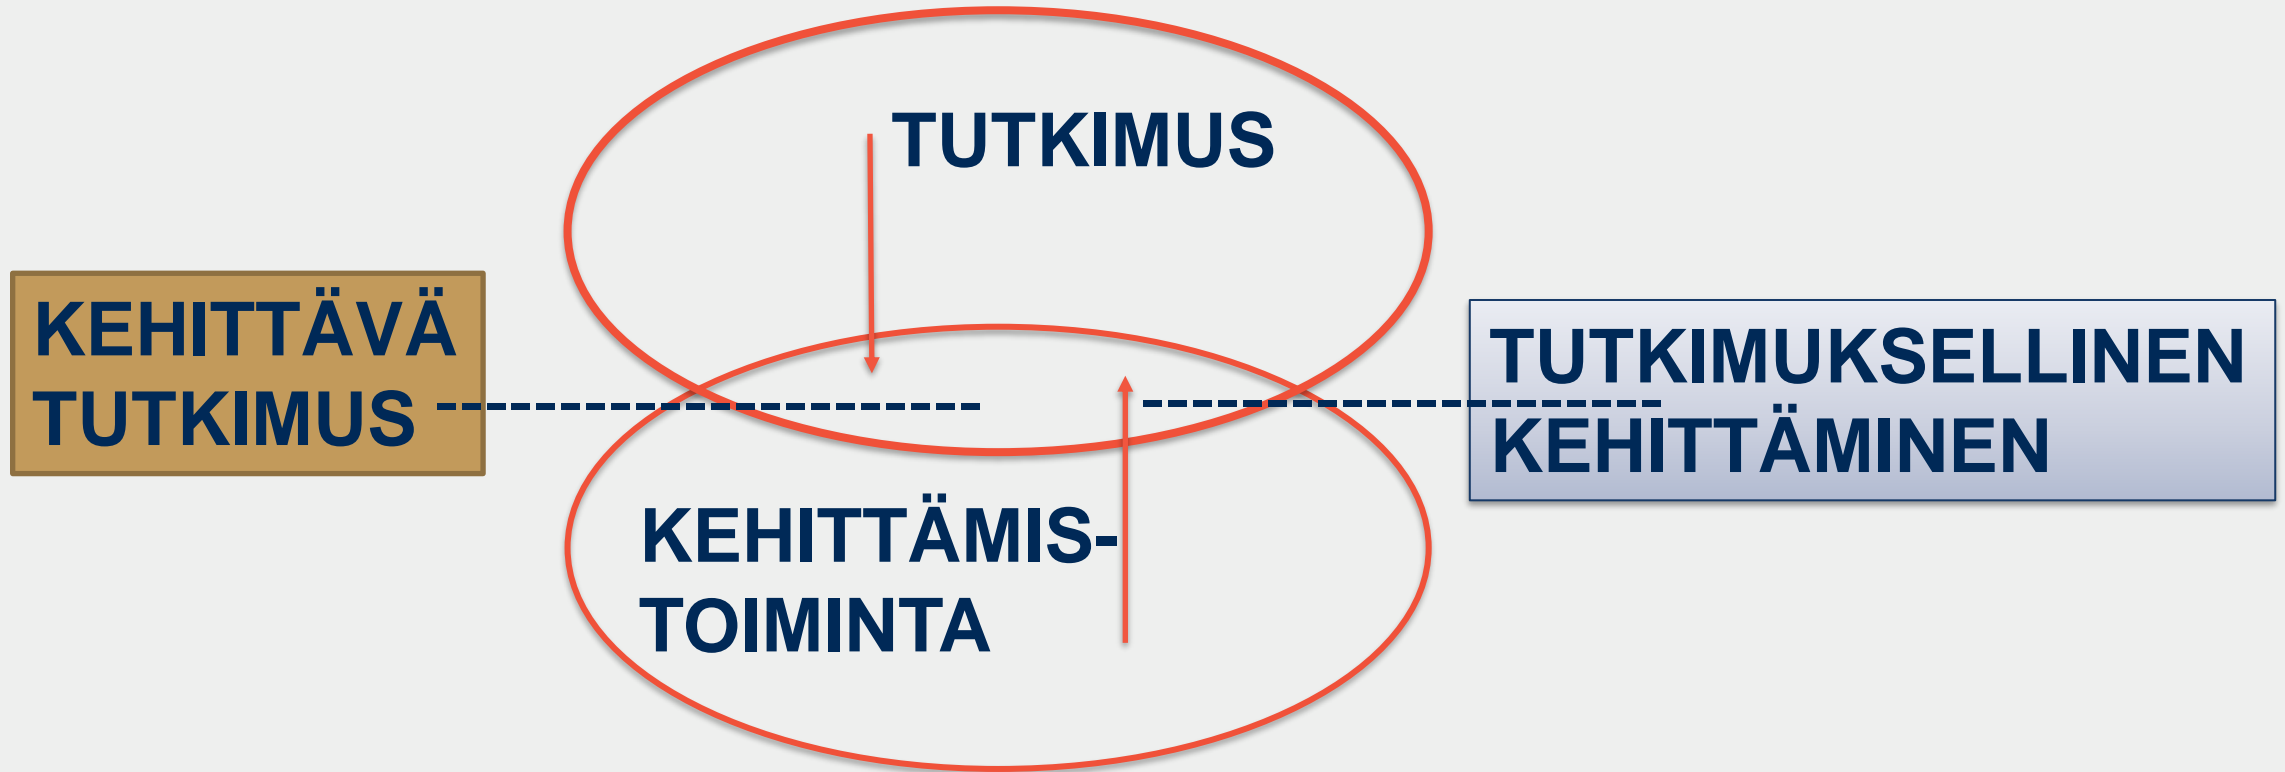 TUTKIMUS
KEHITTÄVÄ
TUTKIMUS
TUTKIMUKSELLINEN
KEHITTÄMINEN
KEHITTÄMIS-
TOIMINTA